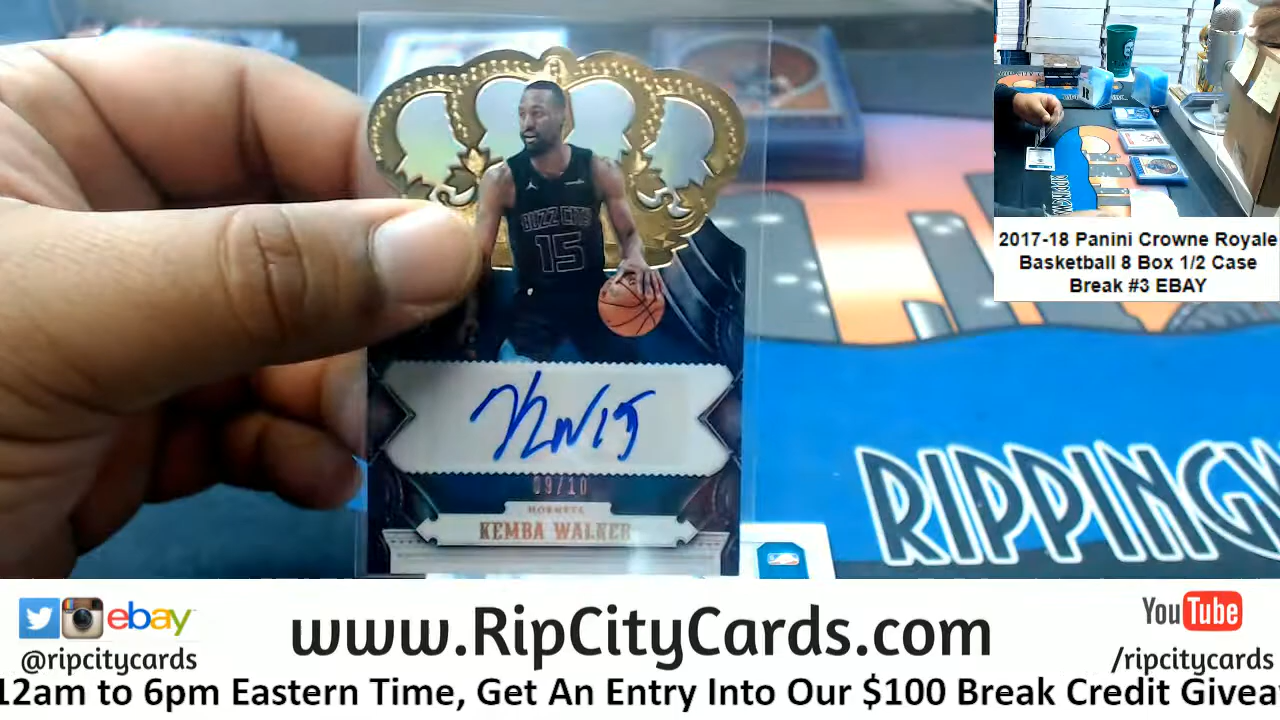 BUZZ CITY
15
09/10
HORNETS
KEMBA WALKER
2017-18 Panini Crowne Royale
Basketball 8 Box 1/2 Case
Break #3 EBAY
RIPPING
ebay
@ripcitycards
www.RipCityCards.com
YouTube
/ripcitycards
12am to 6pm Eastern Time, Get An Entry Into Our $100 Break Credit Givea